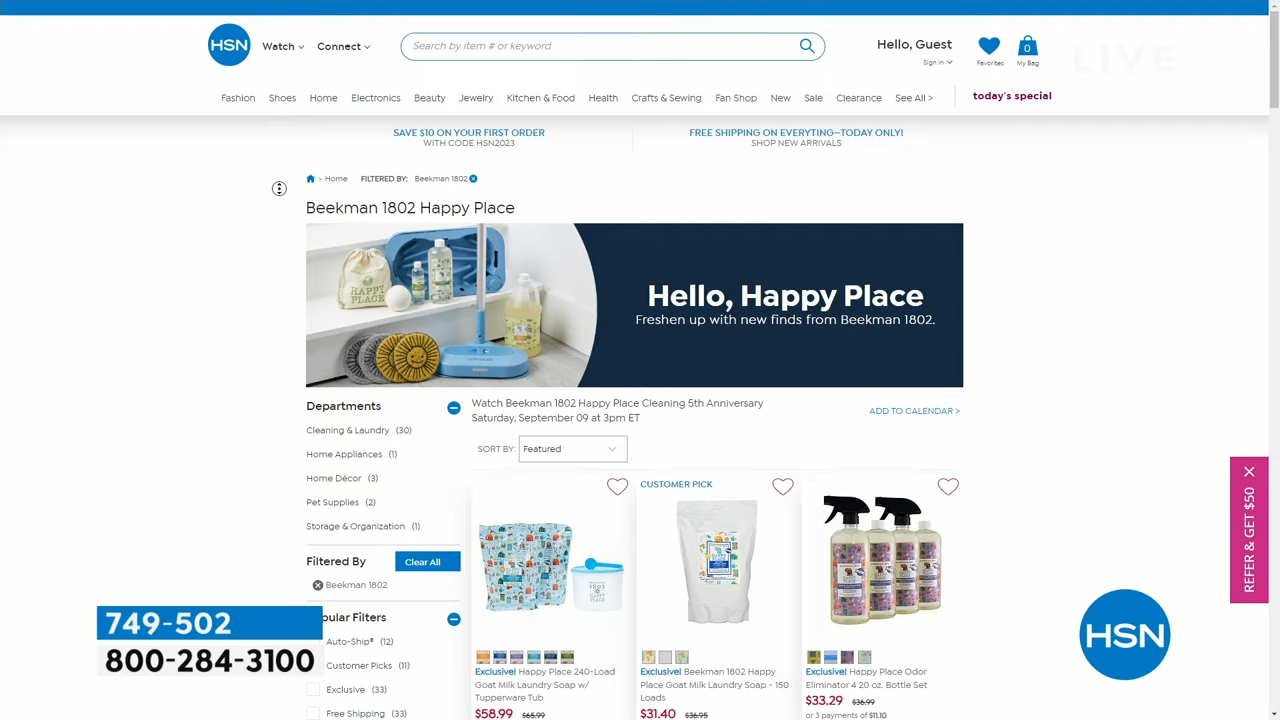 HSN
Watch
Connect
Search by item # or keyword
Hello, Guest
Sign In
Favorites
0
My Bag
LIVE
Fashion
Shoes
Home
Electronics
Beauty
Jewelry
Kitchen & Food
Health
Crafts & Sewing
Fan Shop
New
Sale
Clearance
See All >
today's special
SAVE $10 ON YOUR FIRST ORDER
WITH CODE HSN2023
FREE SHIPPING ON EVERYTING—TODAY ONLY!
SHOP NEW ARRIVALS
> Home
FILTERED BY: Beekman 1802
Beekman 1802 Happy Place
HAPPY
PLACE
Hello, Happy Place
Freshen up with new finds from Beekman 1802.
Departments
Cleaning & Laundry (30)
Home Appliances (1)
Home Décor (3)
Pet Supplies (2)
Storage & Organization (1)
Filtered By
Clear All
Beekman 1802
pular Filters
Auto-Ship® (12)
Customer Picks (11)
Exclusive (33)
Free Shipping (33)
Watch Beekman 1802 Happy Place Cleaning 5th Anniversary
Saturday, September 09 at 3pm ET
ADD TO CALENDAR >
SORT BY: Featured
Exclusive! Happy Place 240-Load
Goat Milk Laundry Soap w/
Tupperware Tub
$58.99 $65.99
CUSTOMER PICK
Exclusive! Beekman 1802 Happy
Place Goat Milk Laundry Soap - 150
Loads
$31.40 $36.95
Exclusive! Happy Place Odor
Eliminator 4 20 oz. Bottle Set
$33.29 $36.99
or 3 payments of $11.10
REFER & GET $50
749-502
800-284-3100
HSN